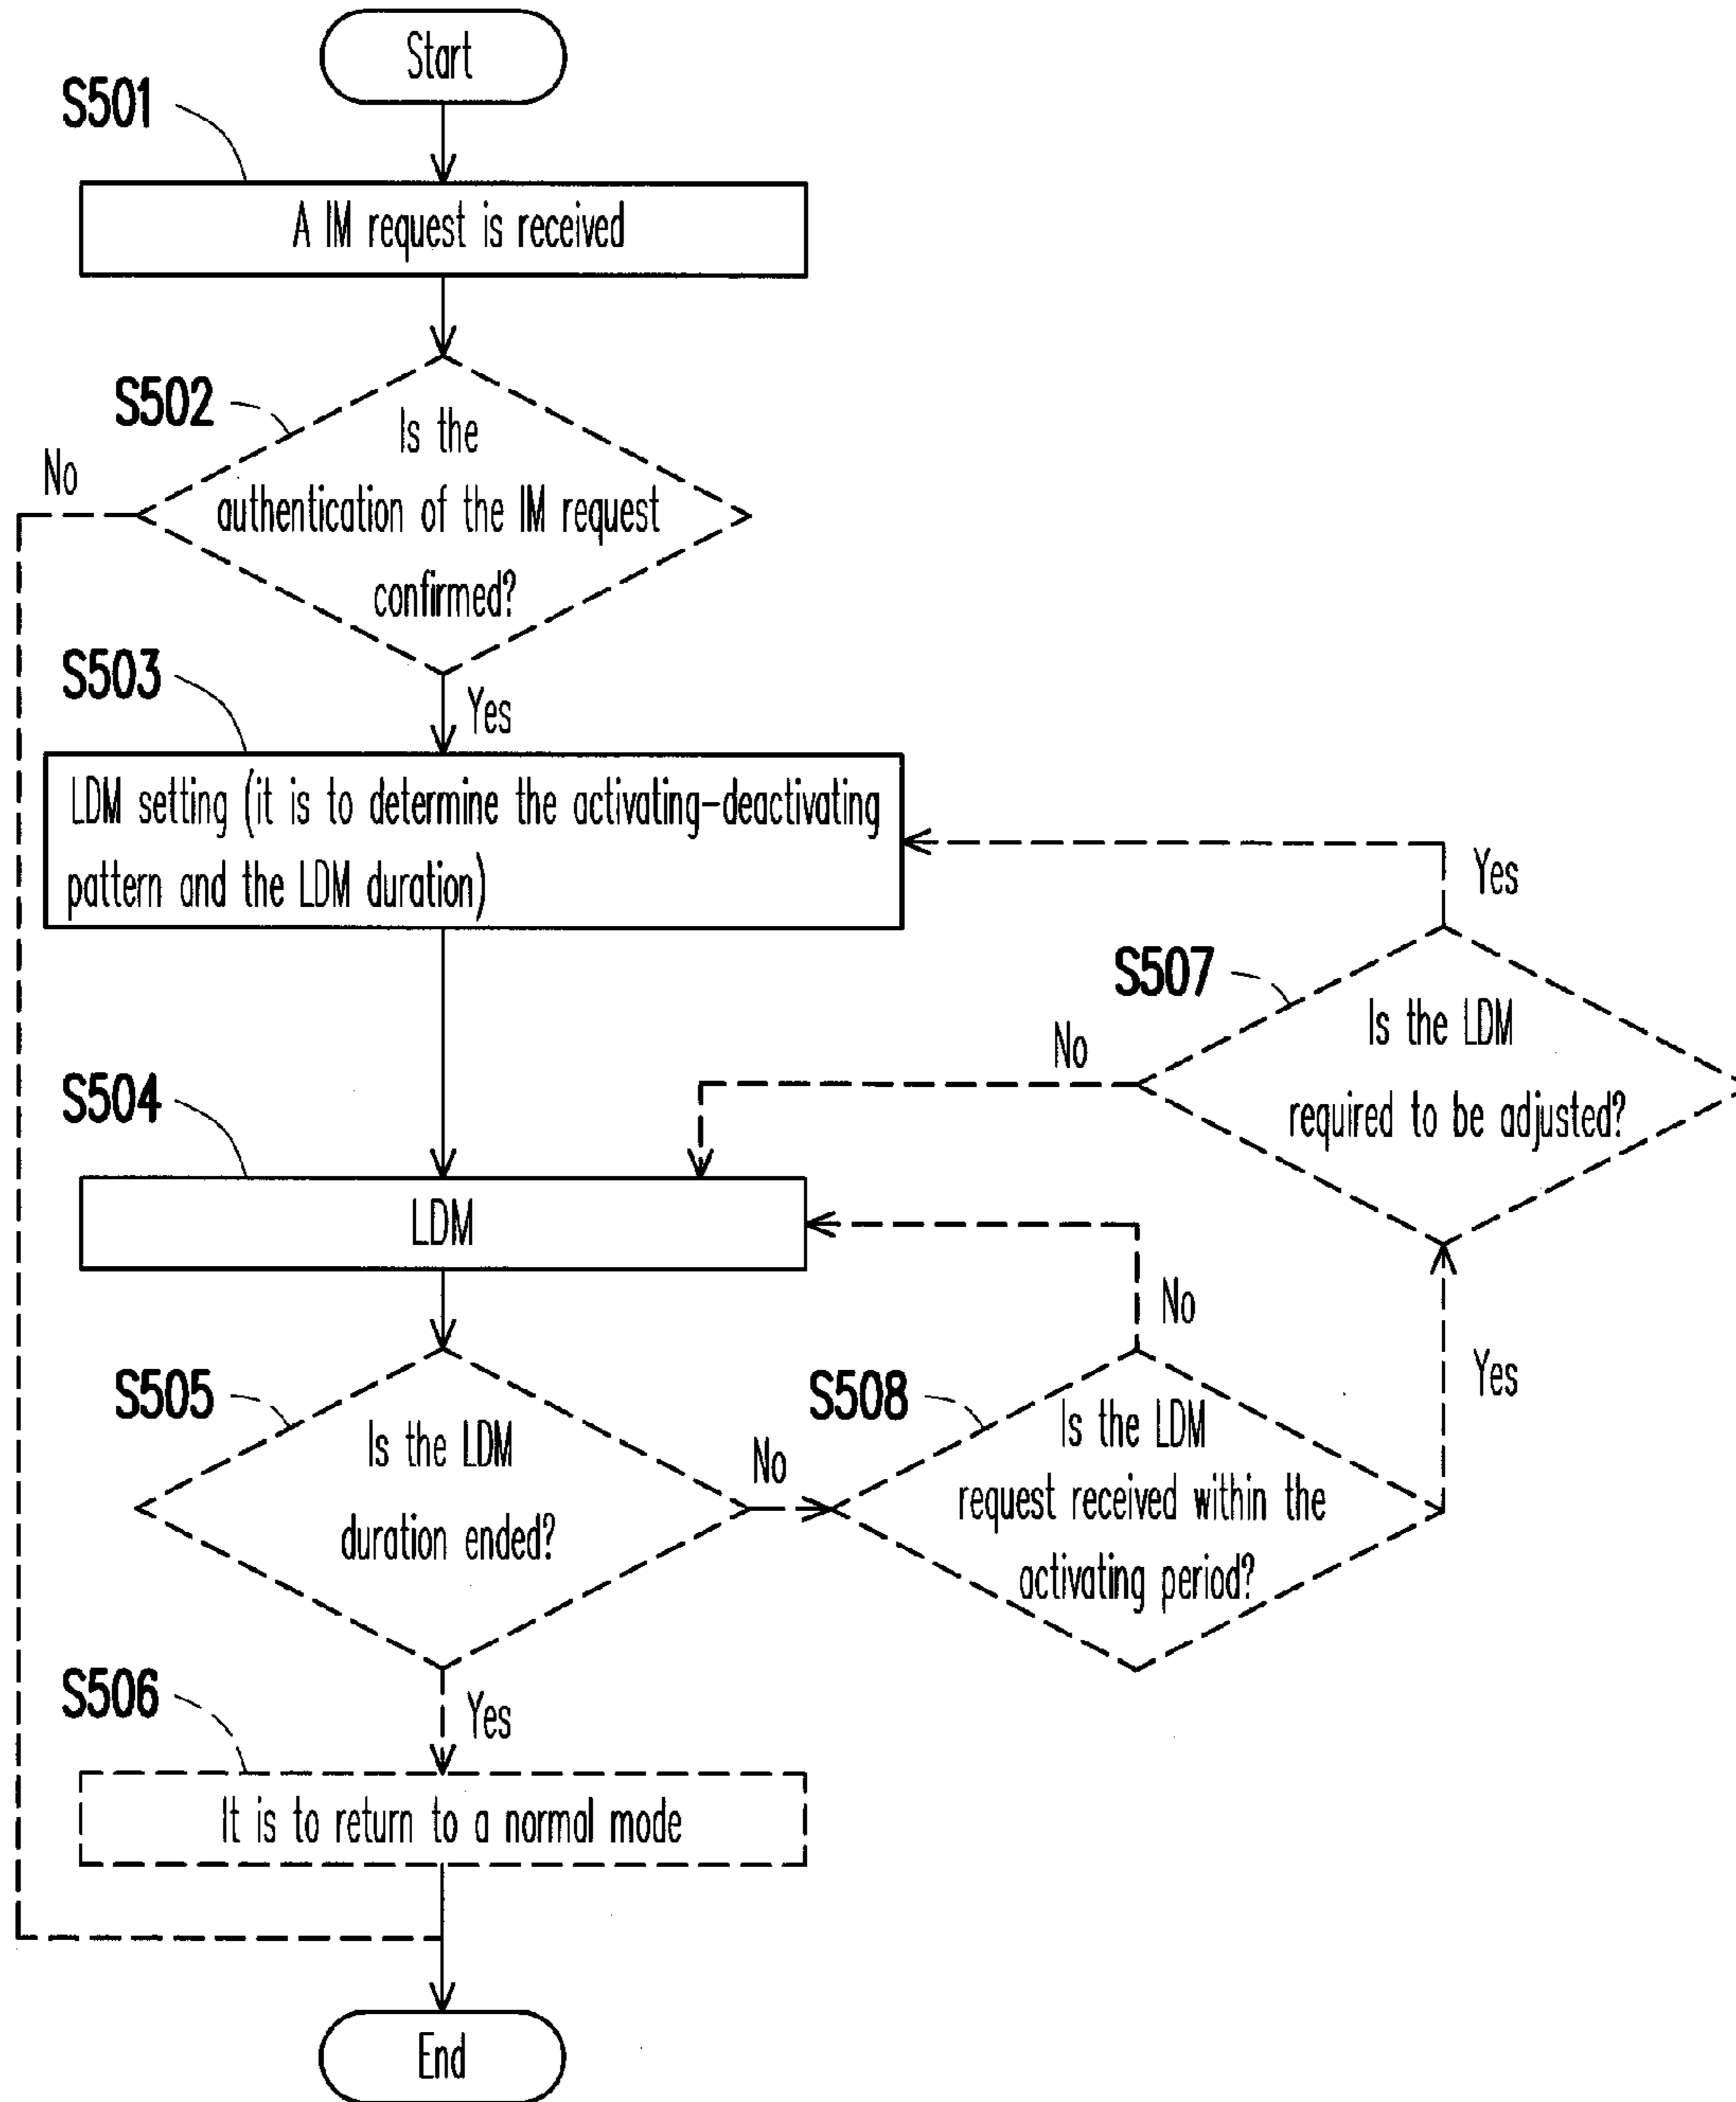 Start
S501
A IM request is received
S502
Is the
authentication of the IM request
confirmed?
No
Yes
S503
LDM setting (it is to determine the activating-deactivating
pattern and the LDM duration)
Yes
S507
Is the LDM
required to be adjusted?
No
S504
LDM
No
Yes
S505
Is the LDM
duration ended?
No
S508
Is the LDM
request received within the
activating period?
S506
Yes
It is to return to a normal mode
End